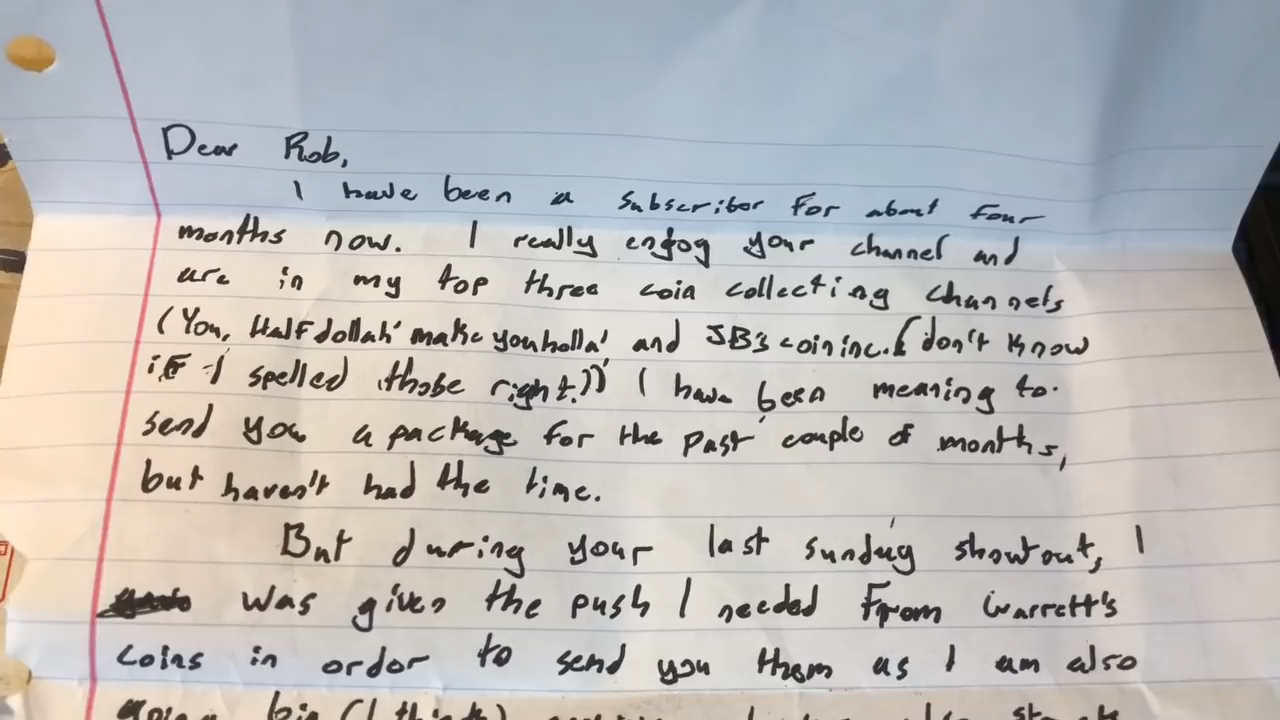 Dear Rob,
I have been a subscriber for about four
months now. I really enjoy your channel and
are in my top three coin collecting channels
(You, Half dollah' make you holla' and JB's coin inc. (don't know
if I spelled those right.)) I have been meaning to
send you a package for the past couple of months,
but haven't had the time.
But during your last sunday shoutout, I
was given the push I needed from Garrett's
coins in order to send you them as I am also
going big (I think)